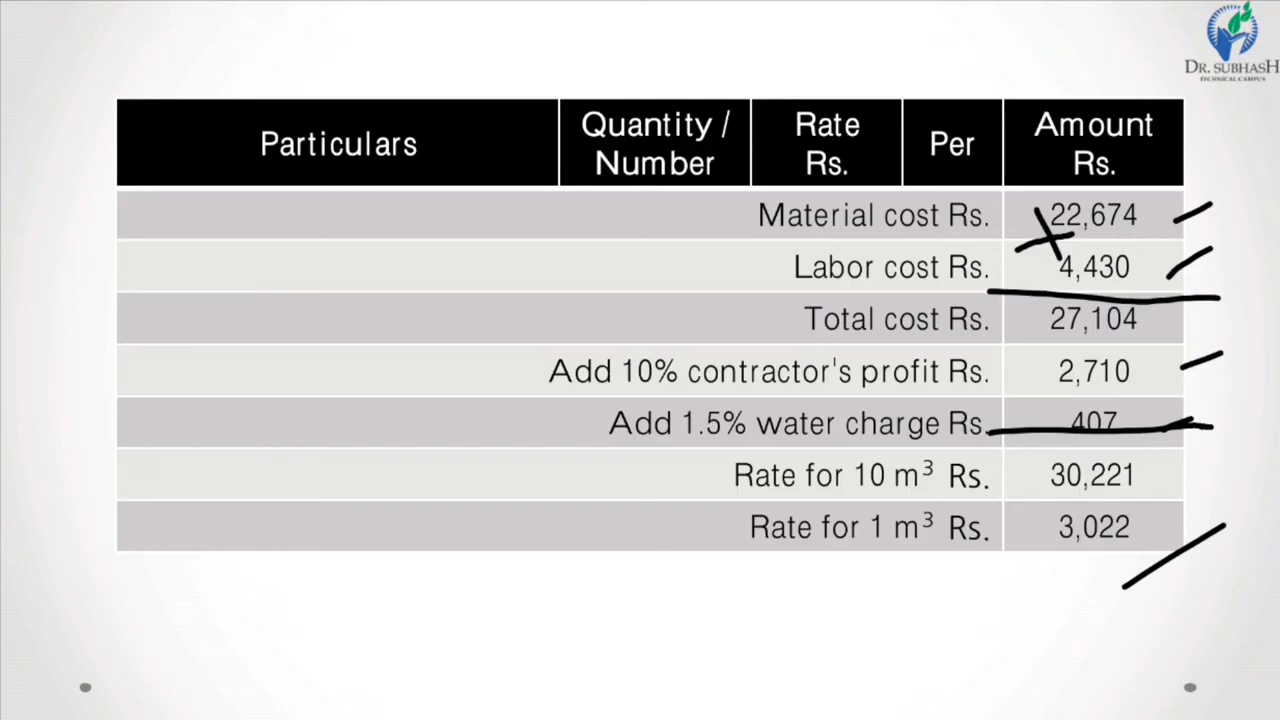 DR. SUBHASH
TECHNICAL CAMPUS
Particulars Quantity / Number Rate Rs. Per Amount Rs.
Material cost Rs. 22,674
Labor cost Rs. 4,430
Total cost Rs. 27,104
Add 10% contractor's profit Rs. 2,710
Add 1.5% water charge Rs. 407
Rate for 10 m³ Rs. 30,221
Rate for 1 m³ Rs. 3,022